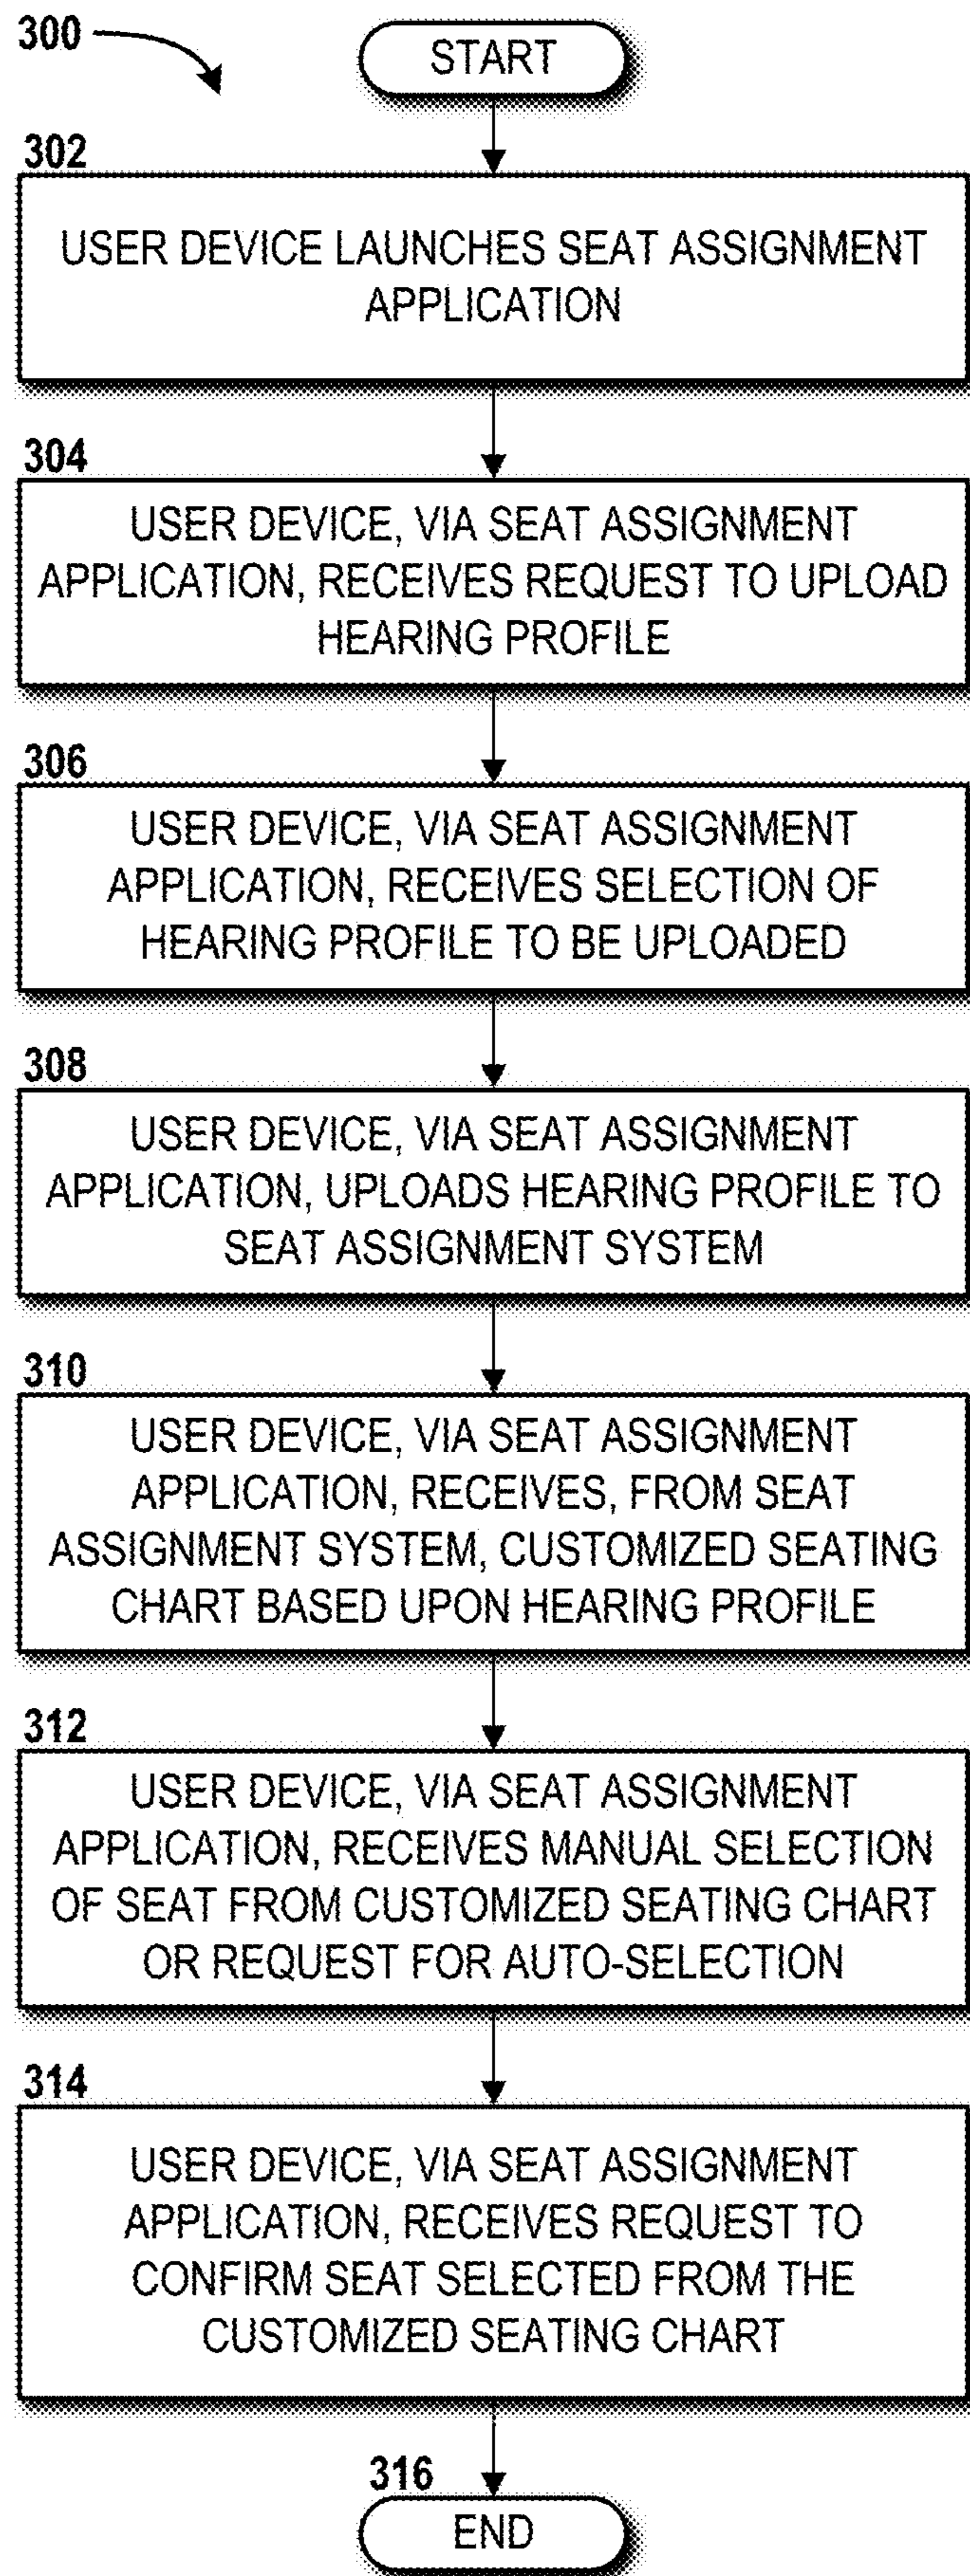 300
START
302
USER DEVICE LAUNCHES SEAT ASSIGNMENT
APPLICATION
304
USER DEVICE, VIA SEAT ASSIGNMENT
APPLICATION, RECEIVES REQUEST TO UPLOAD
HEARING PROFILE
306
USER DEVICE, VIA SEAT ASSIGNMENT
APPLICATION, RECEIVES SELECTION OF
HEARING PROFILE TO BE UPLOADED
308
USER DEVICE, VIA SEAT ASSIGNMENT
APPLICATION, UPLOADS HEARING PROFILE TO
SEAT ASSIGNMENT SYSTEM
310
USER DEVICE, VIA SEAT ASSIGNMENT
APPLICATION, RECEIVES, FROM SEAT
ASSIGNMENT SYSTEM, CUSTOMIZED SEATING
CHART BASED UPON HEARING PROFILE
312
USER DEVICE, VIA SEAT ASSIGNMENT
APPLICATION, RECEIVES MANUAL SELECTION
OF SEAT FROM CUSTOMIZED SEATING CHART
OR REQUEST FOR AUTO-SELECTION
314
USER DEVICE, VIA SEAT ASSIGNMENT
APPLICATION, RECEIVES REQUEST TO
CONFIRM SEAT SELECTED FROM THE
CUSTOMIZED SEATING CHART
316
END